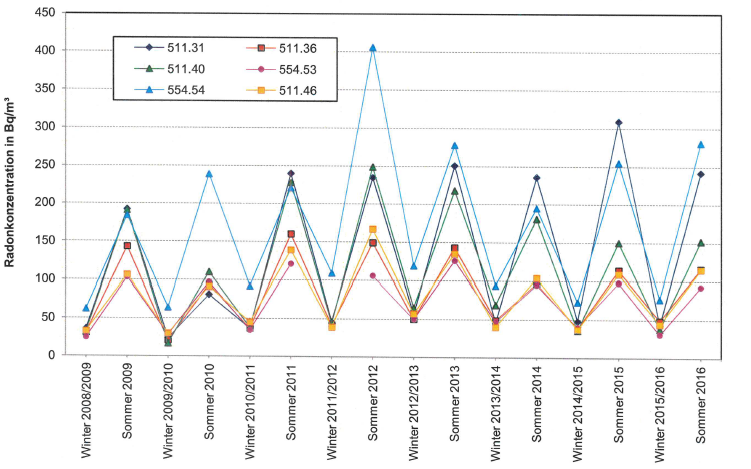 450
400
350
300
250
200
150
100
50
0
Radonkonzentration in Bq/m³
511.31
511.36
511.40
554.53
554.54
511.46
Winter 2008/2009
Sommer 2009
Winter 2009/2010
Sommer 2010
Winter 2010/2011
Sommer 2011
Winter 2011/2012
Sommer 2012
Winter 2012/2013
Sommer 2013
Winter 2013/2014
Sommer 2014
Winter 2014/2015
Sommer 2015
Winter 2015/2016
Sommer 2016